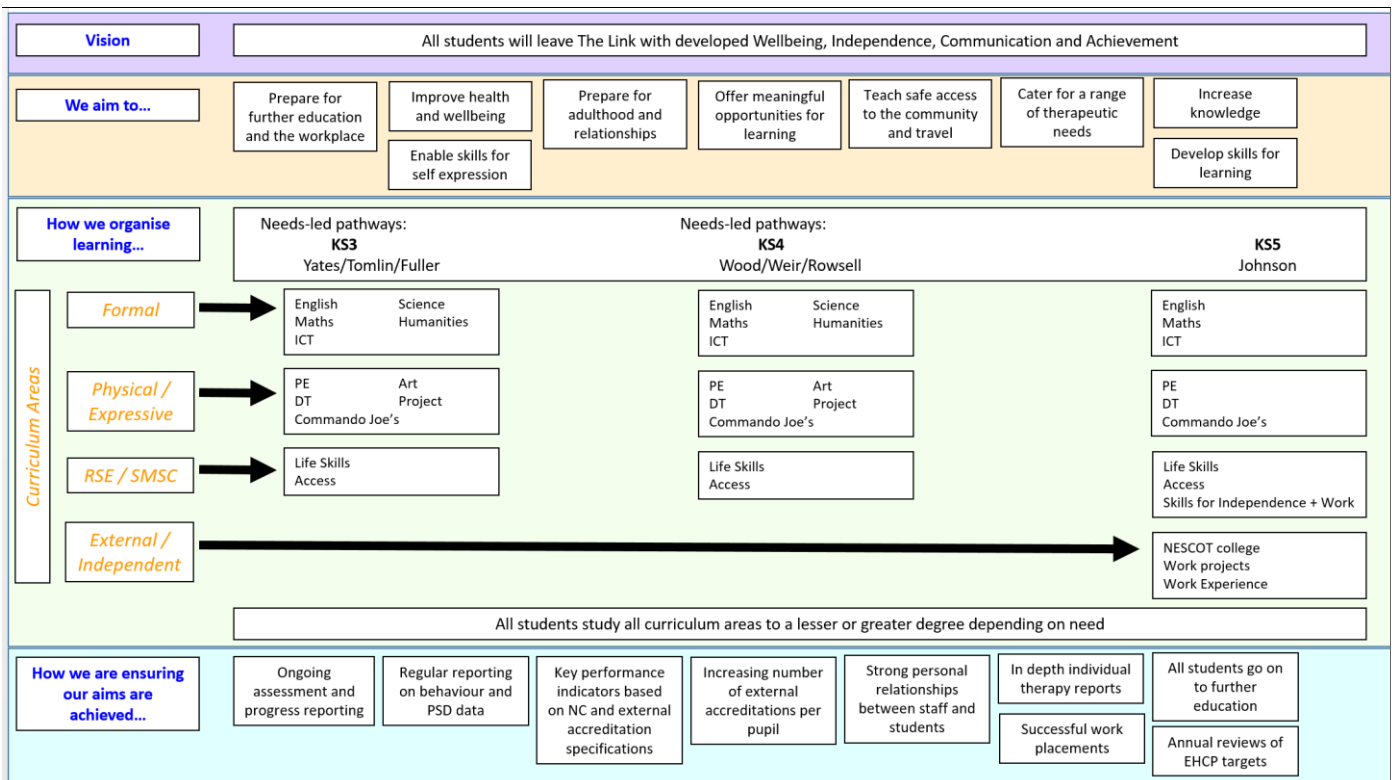 Vision
All students will leave The Link with developed Wellbeing, Independence, Communication and Achievement
We aim to...
Prepare for
further education
and the workplace
Improve health
and wellbeing
Enable skills for
self expression
Prepare for
adulthood and
relationships
Offer meaningful
opportunities for
learning
Teach safe access
to the community
and travel
Cater for a range
of therapeutic
needs
Increase
knowledge
Develop skills for
learning
How we organise
learning...
Needs-led pathways:
KS3
Yates/Tomlin/Fuller
Needs-led pathways:
KS4
Wood/Weir/Rowsell
KS5
Johnson
Curriculum Areas
Formal
English
Maths
ICT
Science
Humanities
English
Maths
ICT
Science
Humanities
English
Maths
ICT
Physical /
Expressive
PE
DT
Commando Joe's
Art
Project
PE
DT
Commando Joe's
Art
Project
PE
DT
Commando Joe's
RSE / SMSC
Life Skills
Access
Life Skills
Access
Life Skills
Access
Skills for Independence + Work
External /
Independent
NESCOT college
Work projects
Work Experience
All students study all curriculum areas to a lesser or greater degree depending on need
How we are ensuring
our aims are
achieved...
Ongoing
assessment and
progress reporting
Regular reporting
on behaviour and
PSD data
Key performance
indicators based
on NC and external
accreditation
specifications
Increasing number
of external
accreditations per
pupil
Strong personal
relationships
between staff and
students
In depth individual
therapy reports
Successful work
placements
All students go on
to further
education
Annual reviews of
EHCP targets